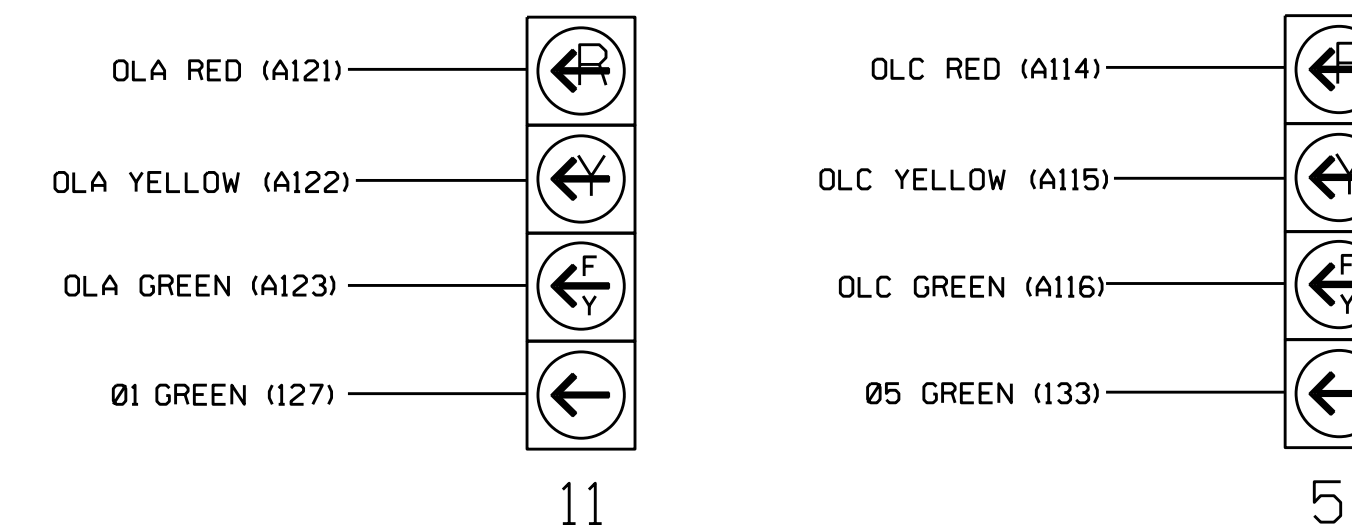 OLA RED (A121)
R
OLA YELLOW (A122)
Y
OLA GREEN (A123)
F
Y
Ø1 GREEN (127)
11
OLC RED (A114)
OLC YELLOW (A115)
Y
OLC GREEN (A116)
F
Y
Ø5 GREEN (133)
5